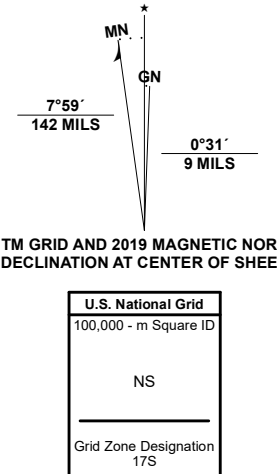 ★
MN
GN
7°59´
142 MILS
0°31´
9 MILS
TM GRID AND 2019 MAGNETIC NOR
DECLINATION AT CENTER OF SHEE
U.S. National Grid
100,000 - m Square ID
NS
Grid Zone Designation
17S